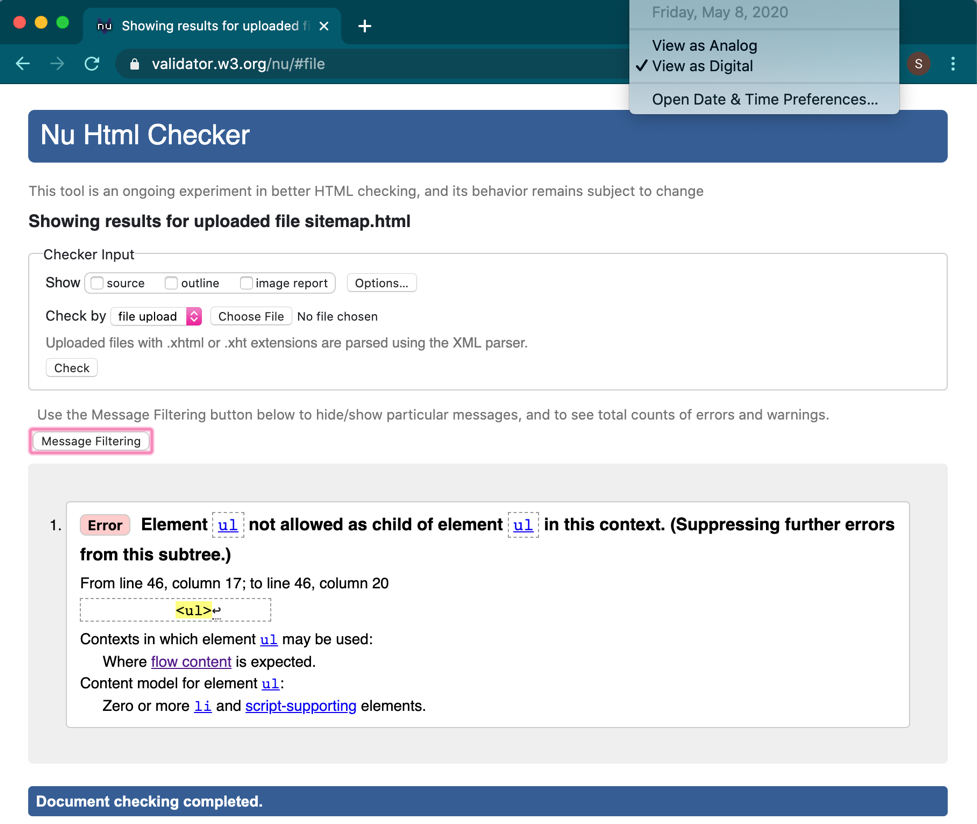 Showing results for uploaded fi
Friday, May 8, 2020
View as Analog
✓ View as Digital
Open Date & Time Preferences...
validator.w3.org/nu/#file
S
Nu Html Checker
This tool is an ongoing experiment in better HTML checking, and its behavior remains subject to change
Showing results for uploaded file sitemap.html
Checker Input
Show source outline image report Options...
Check by file upload Choose File No file chosen
Uploaded files with .xhtml or .xht extensions are parsed using the XML parser.
Check
Use the Message Filtering button below to hide/show particular messages, and to see total counts of errors and warnings.
Message Filtering
1. Error Element ul not allowed as child of element ul in this context. (Suppressing further errors
from this subtree.)
From line 46, column 17; to line 46, column 20
<ul>↩
Contexts in which element ul may be used:
Where flow content is expected.
Content model for element ul:
Zero or more li and script-supporting elements.
Document checking completed.